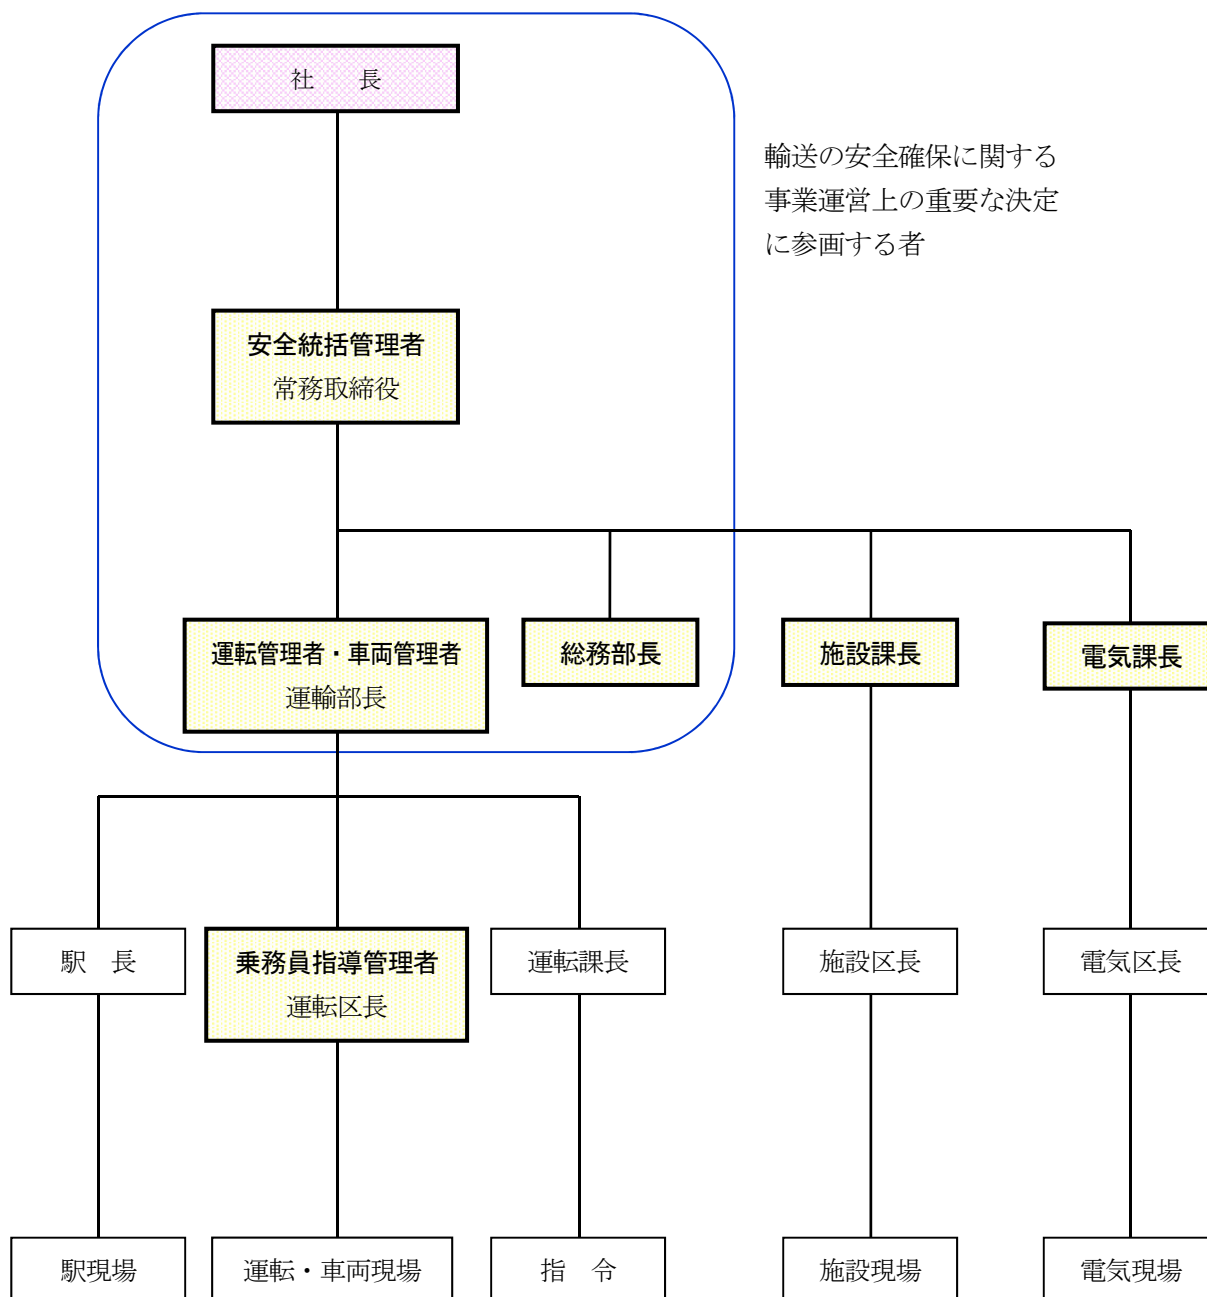 社　長
輸送の安全確保に関する
事業運営上の重要な決定
に参画する者
安全統括管理者
常務取締役
運転管理者・車両管理者
運輸部長
総務部長
施設課長
電気課長
駅　長
乗務員指導管理者
運転区長
運転課長
施設区長
電気区長
駅現場
運転・車両現場
指　令
施設現場
電気現場